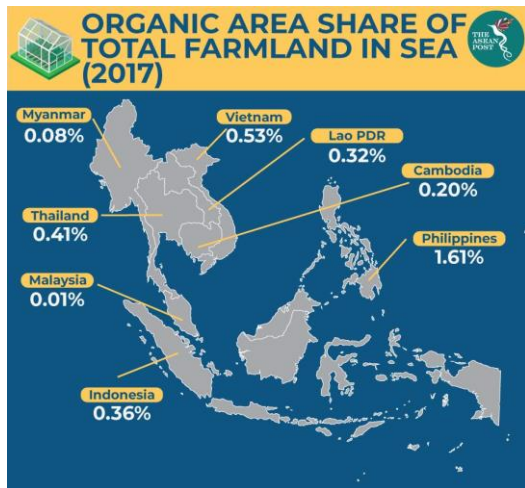 ORGANIC AREA SHARE OF
TOTAL FARMLAND IN SEA
(2017)
THE
ASEAN
POST
Myanmar
0.08%
Vietnam
0.53%
Lao PDR
0.32%
Cambodia
0.20%
Thailand
0.41%
Philippines
1.61%
Malaysia
0.01%
Indonesia
0.36%